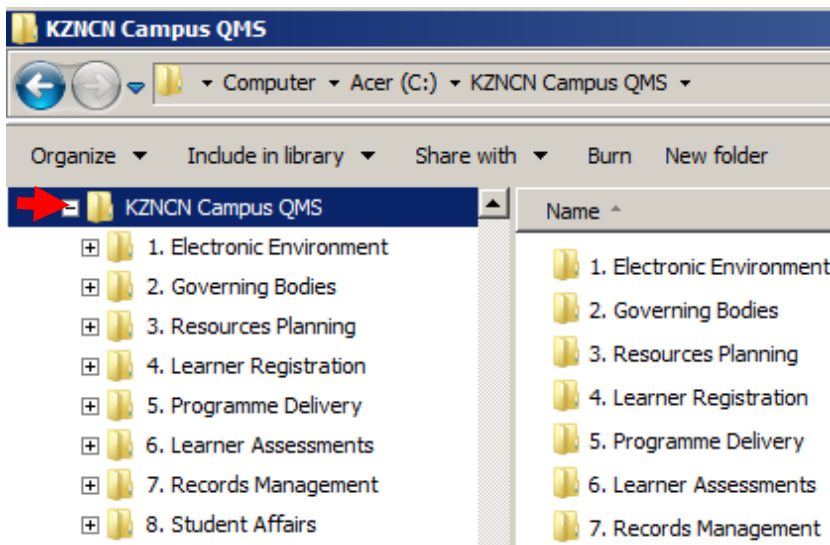 KZNCN Campus QMS
Computer Acer (C:) KZNCN Campus QMS
Organize Include in library Share with Burn New folder
KZNCN Campus QMS
1. Electronic Environment
2. Governing Bodies
3. Resources Planning
4. Learner Registration
5. Programme Delivery
6. Learner Assessments
7. Records Management
8. Student Affairs
Name
1. Electronic Environment
2. Governing Bodies
3. Resources Planning
4. Learner Registration
5. Programme Delivery
6. Learner Assessments
7. Records Management